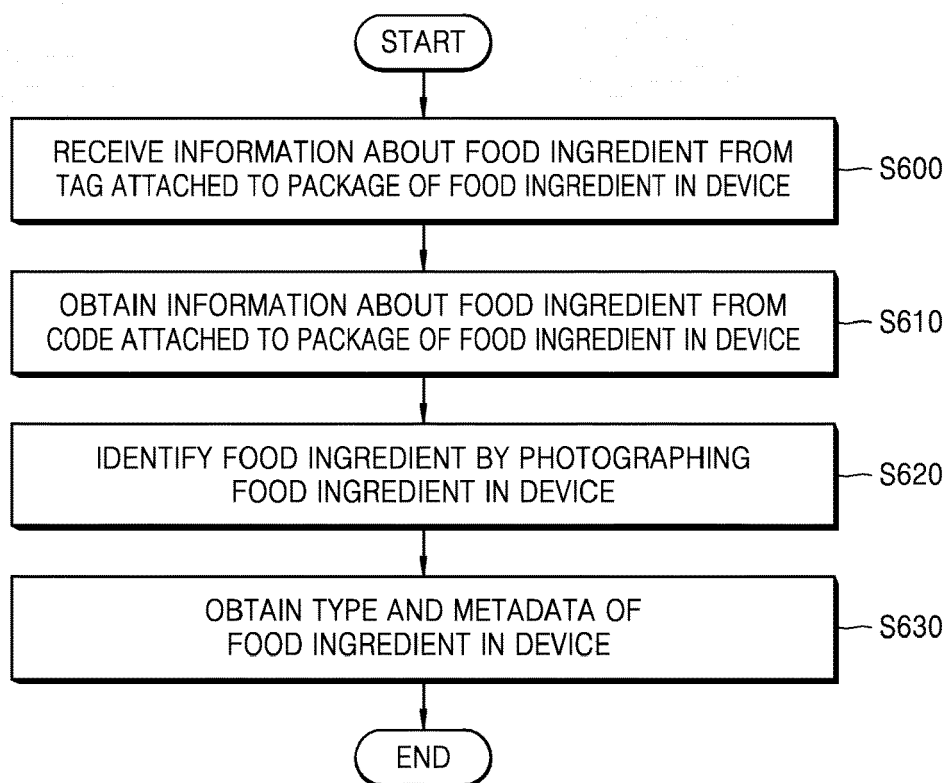 START
RECEIVE INFORMATION ABOUT FOOD INGREDIENT FROM
TAG ATTACHED TO PACKAGE OF FOOD INGREDIENT IN DEVICE
S600
OBTAIN INFORMATION ABOUT FOOD INGREDIENT FROM
CODE ATTACHED TO PACKAGE OF FOOD INGREDIENT IN DEVICE
S610
IDENTIFY FOOD INGREDIENT BY PHOTOGRAPHING
FOOD INGREDIENT IN DEVICE
S620
OBTAIN TYPE AND METADATA OF
FOOD INGREDIENT IN DEVICE
S630
END